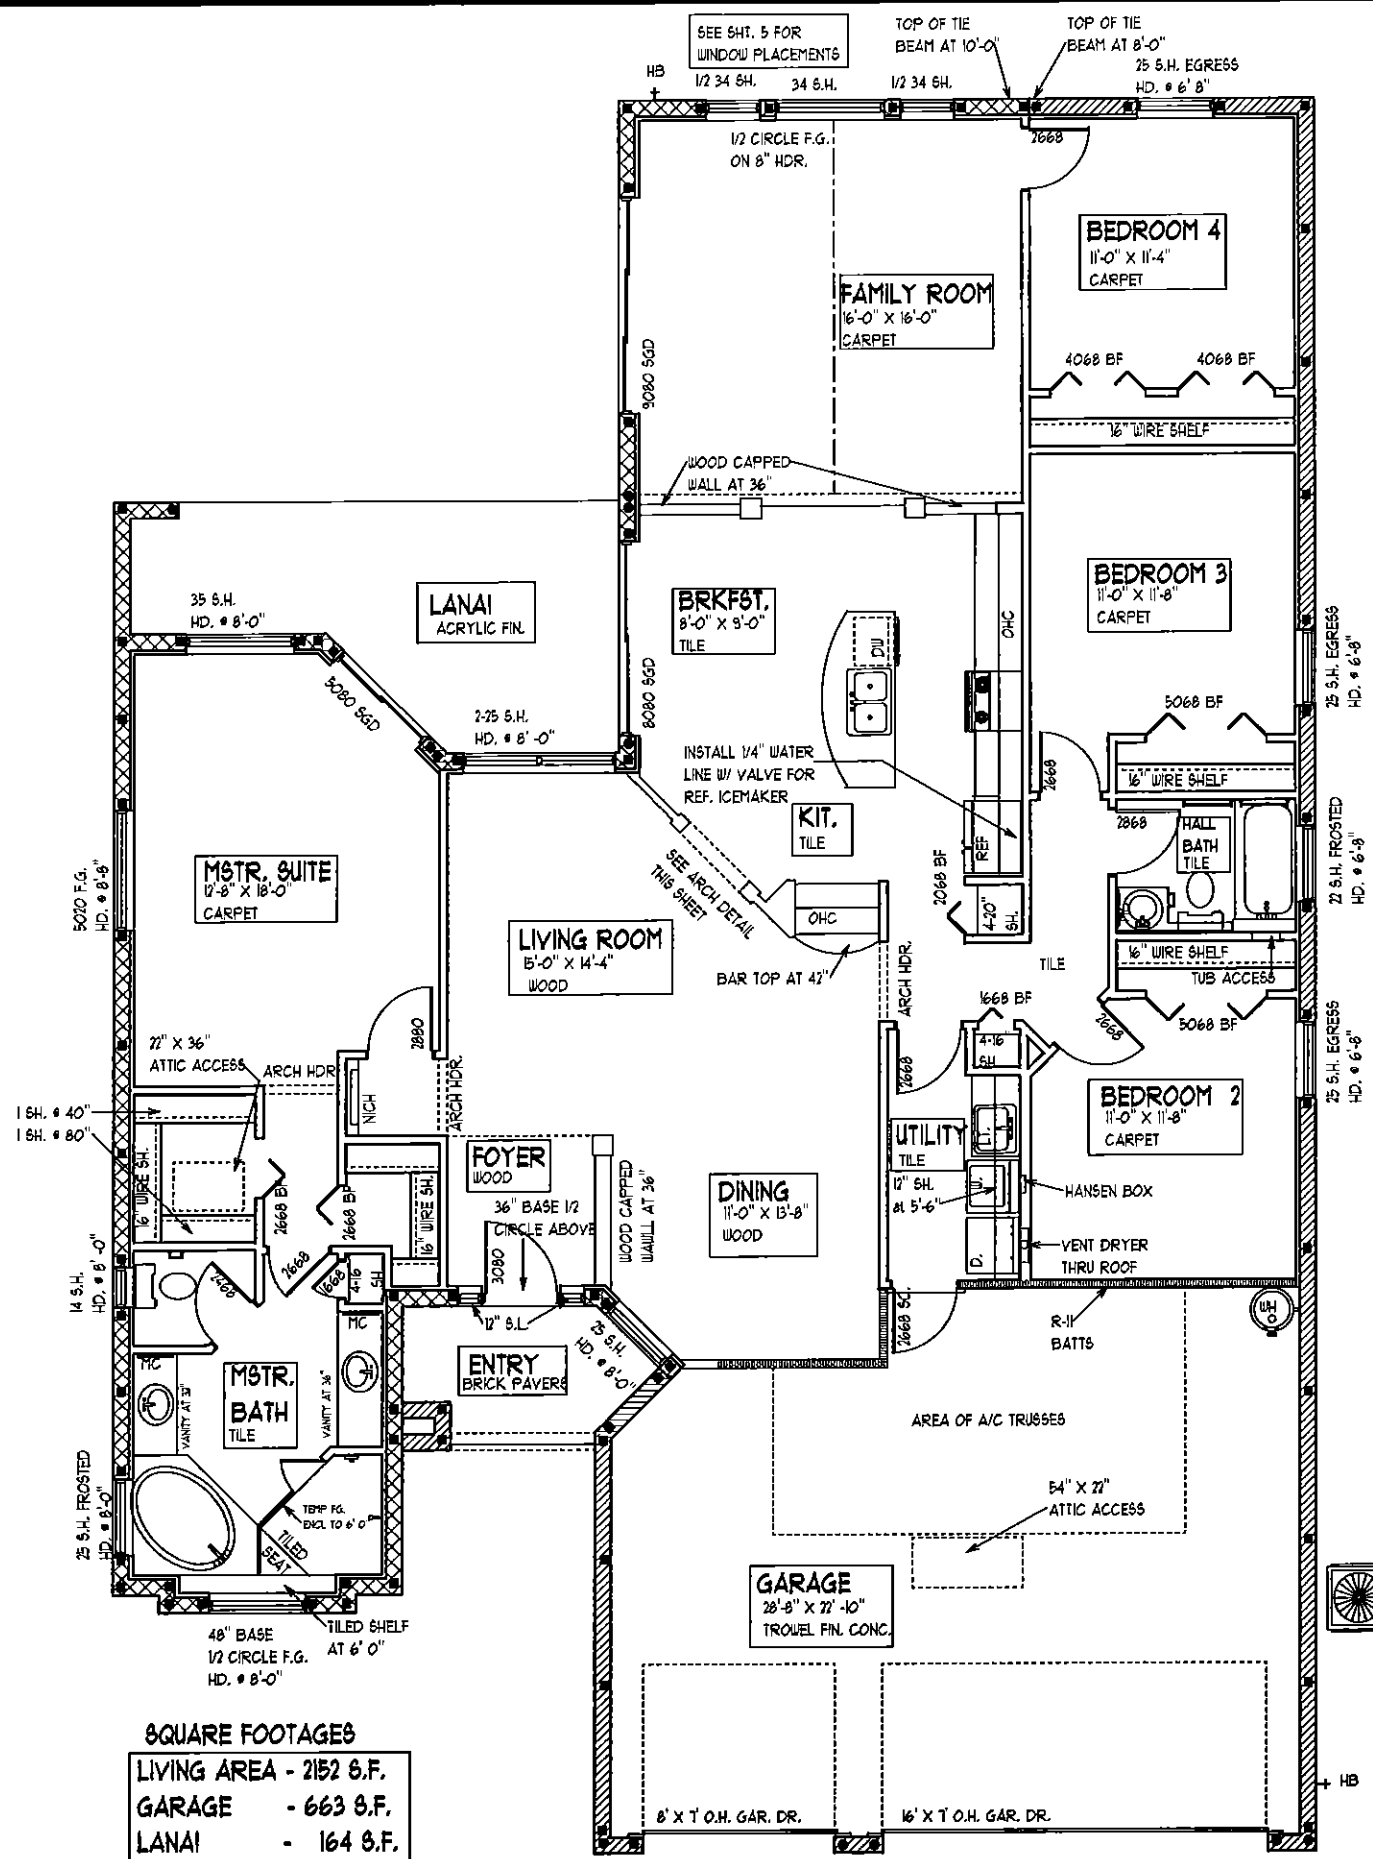 SEE SHT. 5 FOR
WINDOW PLACEMENTS
TOP OF TIE
BEAM AT 10'-0"
TOP OF TIE
BEAM AT 8'-0"
25 S.H. EGRESS
HD. @ 6' 8"
HB
1/2 34 SH.
34 S.H.
1/2 34 SH.
1/2 CIRCLE F.G.
ON 8" HDR.
2668
BEDROOM 4
11'-0" X 11'-4"
CARPET
FAMILY ROOM
16'-0" X 16'-0"
CARPET
9080 SGD
4068 BF
4068 BF
16" WIRE SHELF
WOOD CAPPED
WALL AT 36"
LANAI
ACRYLIC FIN.
35 S.H.
HD. @ 8'-0"
5080 SGD
2-25 S.H.
HD. @ 8' -0"
8080 SGD
BRKFST.
8'-0" X 9'-0"
TILE
DW
OHC
BEDROOM 3
11'-0" X 11'-8"
CARPET
25 S.H. EGRESS
HD. @ 6'-8"
5068 BF
16" WIRE SHELF
2668
INSTALL 1/4" WATER
LINE W/ VALVE FOR
REF. ICEMAKER
KIT.
TILE
REF
2868
HALL
BATH
TILE
22 S.H. FROSTED
HD. @ 6'-8"
MSTR. SUITE
12'-8" X 18'-0"
CARPET
5020 F.G.
HD. @ 8'-8"
SEE ARCH DETAIL
THIS SHEET
2068 BF
4-20"
SH.
OHC
LIVING ROOM
15'-0" X 14'-4"
WOOD
BAR TOP AT 42"
ARCH HDR.
TILE
16" WIRE SHELF
TUB ACCESS
1668 BF
2668
5068 BF
25 S.H. EGRESS
HD. @ 6'-8"
22" X 36"
ATTIC ACCESS
ARCH HDR
2880
ARCH HDR.
NICH
4-16
SH
2668
1 SH. @ 40"
1 SH. @ 80"
BEDROOM 2
11'-0" X 11'-8"
CARPET
UTILITY
TILE
L.T.
12" SH.
at 5'-6"
W.
D.
HANSEN BOX
VENT DRYER
THRU ROOF
16" WIRE SH.
2668 BF
2668 BF
16" WIRE SH.
FOYER
WOOD
36" BASE 1/2
CIRCLE ABOVE
3080
WOOD CAPPED
WAWLL AT 36"
DINING
11'-0" X 13'-8"
WOOD
14 S.H.
HD. @ 8' -0"
2468
2668
1668
4-16
SH.
MC
MC
12" S.L.
25 S.H.
HD. @ 8'-0"
2668 SC.
R-11
BATTS
WH
ENTRY
BRICK PAVERS
MSTR.
BATH
TILE
VANITY AT 32"
VANITY AT 36"
AREA OF A/C TRUSSES
54" X 22"
ATTIC ACCESS
25 S.H. FROSTED
HD. @ 8'-0"
TEMP FG.
ENCL TO 6' 0"
TILED
SEAT
GARAGE
28'-8" X 22' -10"
TROWEL FIN. CONC.
TILED SHELF
AT 6' 0"
48" BASE
1/2 CIRCLE F.G.
HD. @ 8'-0"
8' X 7' O.H. GAR. DR.
16' X 7' O.H. GAR. DR.
HB
SQUARE FOOTAGES
LIVING AREA - 2152 S.F.
GARAGE - 663 S.F.
LANAI - 164 S.F.